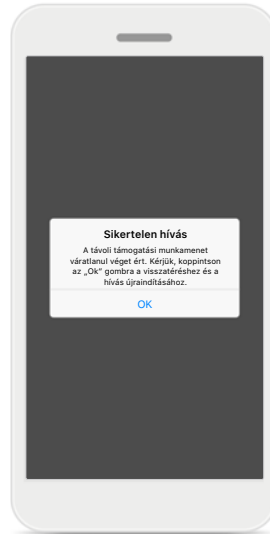 Sikertelen hívás
A távoli támogatási munkamenet
váratlanul véget ért. Kérjük, koppintson
az „Ok” gombra a visszatéréshez és a
hívás újraindításához.
OK